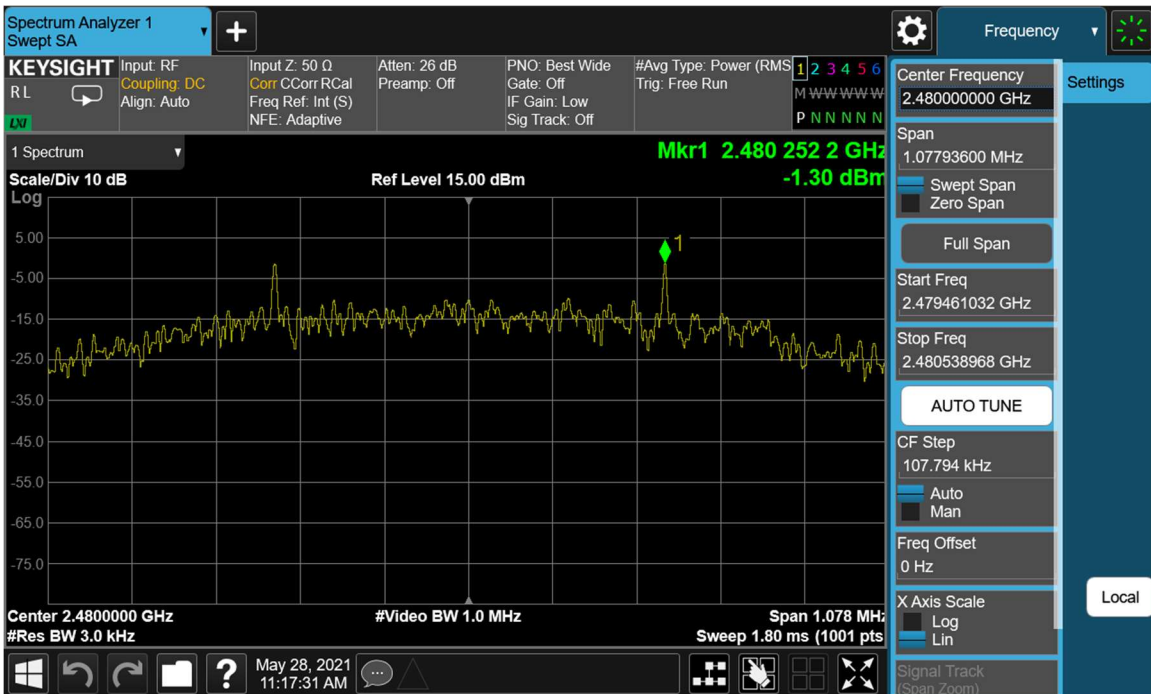 Spectrum Analyzer 1
Swept SA
Frequency
KEYSIGHT
R L
LXI
Input: RF
Coupling: DC
Align: Auto
Input Z: 50 Ω
Corr CCorr RCal
Freq Ref: Int (S)
NFE: Adaptive
Atten: 26 dB
Preamp: Off
PNO: Best Wide
Gate: Off
IF Gain: Low
Sig Track: Off
#Avg Type: Power (RMS
Trig: Free Run
1 2 3 4 5 6
M W W W W W
P N N N N N
1 Spectrum
Scale/Div 10 dB
Ref Level 15.00 dBm
Mkr1 2.480 252 2 GHz
-1.30 dBm
Log
5.00
-5.00
-15.0
-25.0
-35.0
-45.0
-55.0
-65.0
-75.0
1
Center 2.4800000 GHz
#Video BW 1.0 MHz
Span 1.078 MHz
#Res BW 3.0 kHz
Sweep 1.80 ms (1001 pts
Center Frequency
2.480000000 GHz
Settings
Span
1.07793600 MHz
Swept Span
Zero Span
Full Span
Start Freq
2.479461032 GHz
Stop Freq
2.480538968 GHz
AUTO TUNE
CF Step
107.794 kHz
Auto
Man
Freq Offset
0 Hz
X Axis Scale
Log
Lin
Local
Signal Track
(Span Zoom)
?
May 28, 2021
11:17:31 AM